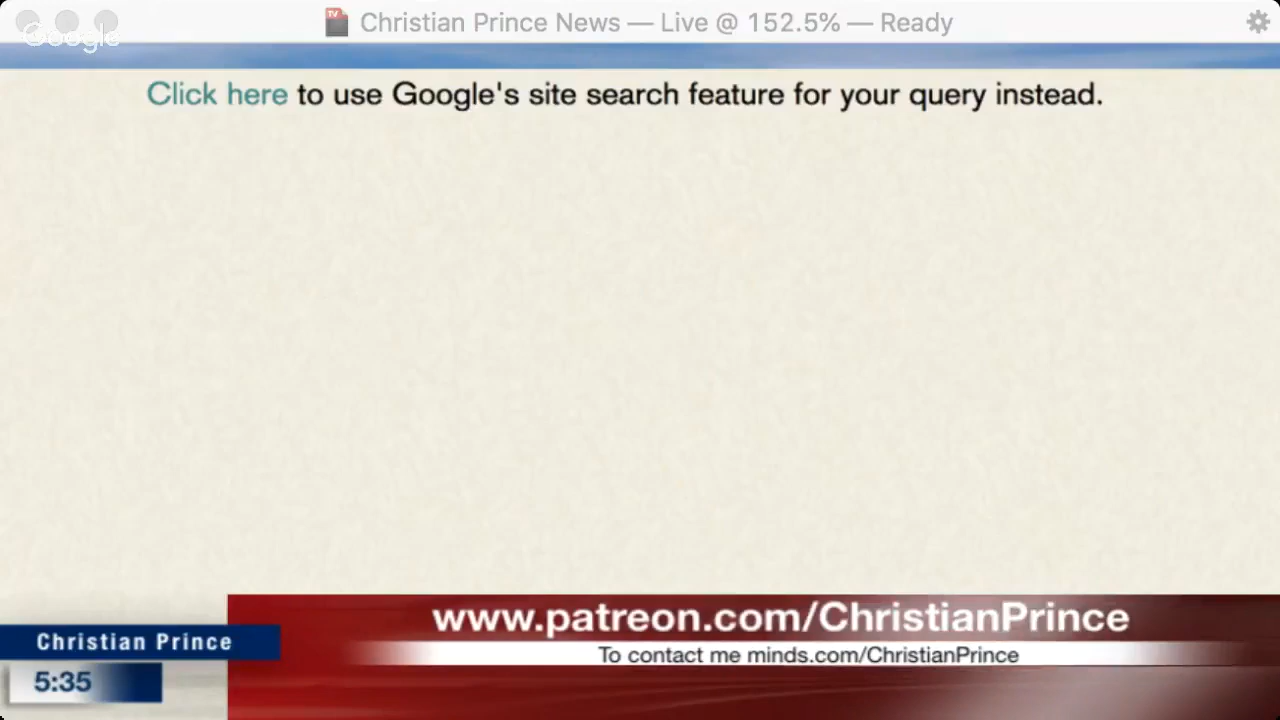 Google
Christian Prince News — Live @ 152.5% — Ready
Click here to use Google's site search feature for your query instead.
www.patreon.com/ChristianPrince
Christian Prince
To contact me minds.com/ChristianPrince
5:35